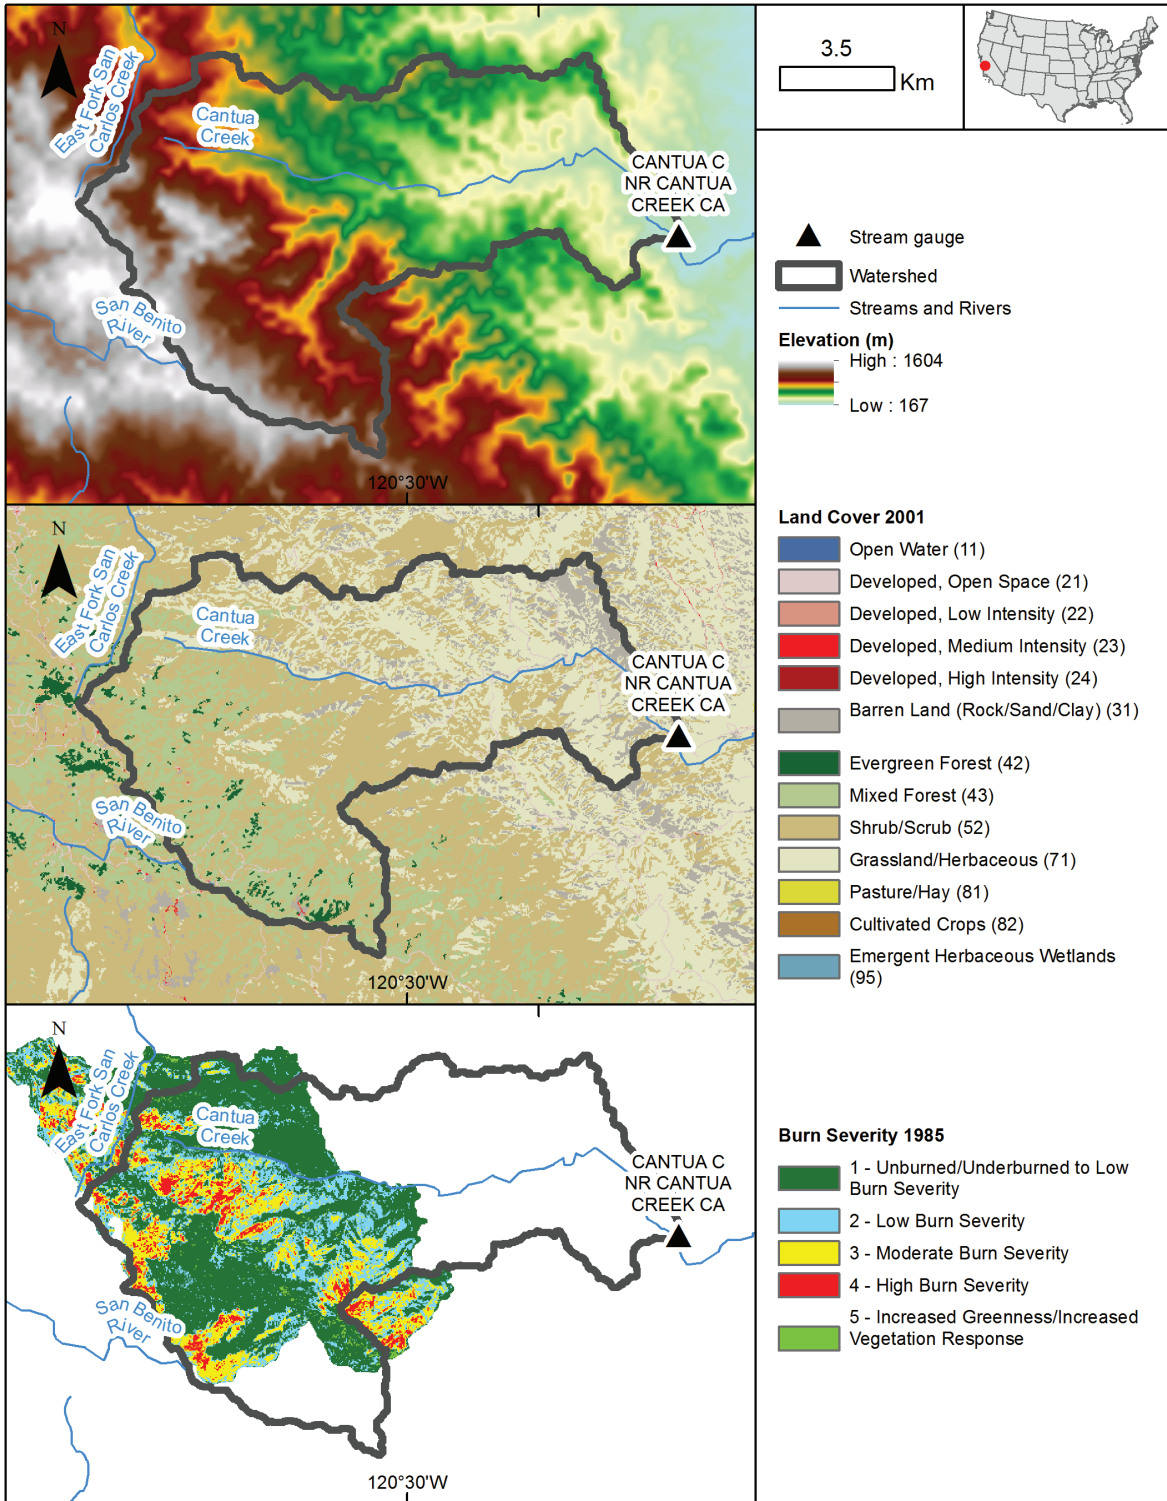 N
East Fork San
Carlos Creek
Cantua
Creek
CANTUA C
NR CANTUA
CREEK CA
San Benito
River
120°30'W
3.5
Km
Stream gauge
Watershed
Streams and Rivers
Elevation (m)
High : 1604
Low : 167
N
East Fork San
Carlos Creek
Cantua
Creek
CANTUA C
NR CANTUA
CREEK CA
San Benito
River
120°30'W
Land Cover 2001
Open Water (11)
Developed, Open Space (21)
Developed, Low Intensity (22)
Developed, Medium Intensity (23)
Developed, High Intensity (24)
Barren Land (Rock/Sand/Clay) (31)
Evergreen Forest (42)
Mixed Forest (43)
Shrub/Scrub (52)
Grassland/Herbaceous (71)
Pasture/Hay (81)
Cultivated Crops (82)
Emergent Herbaceous Wetlands
(95)
N
East Fork San
Carlos Creek
Cantua
Creek
CANTUA C
NR CANTUA
CREEK CA
San Benito
River
120°30'W
Burn Severity 1985
1 - Unburned/Underburned to Low
Burn Severity
2 - Low Burn Severity
3 - Moderate Burn Severity
4 - High Burn Severity
5 - Increased Greenness/Increased
Vegetation Response